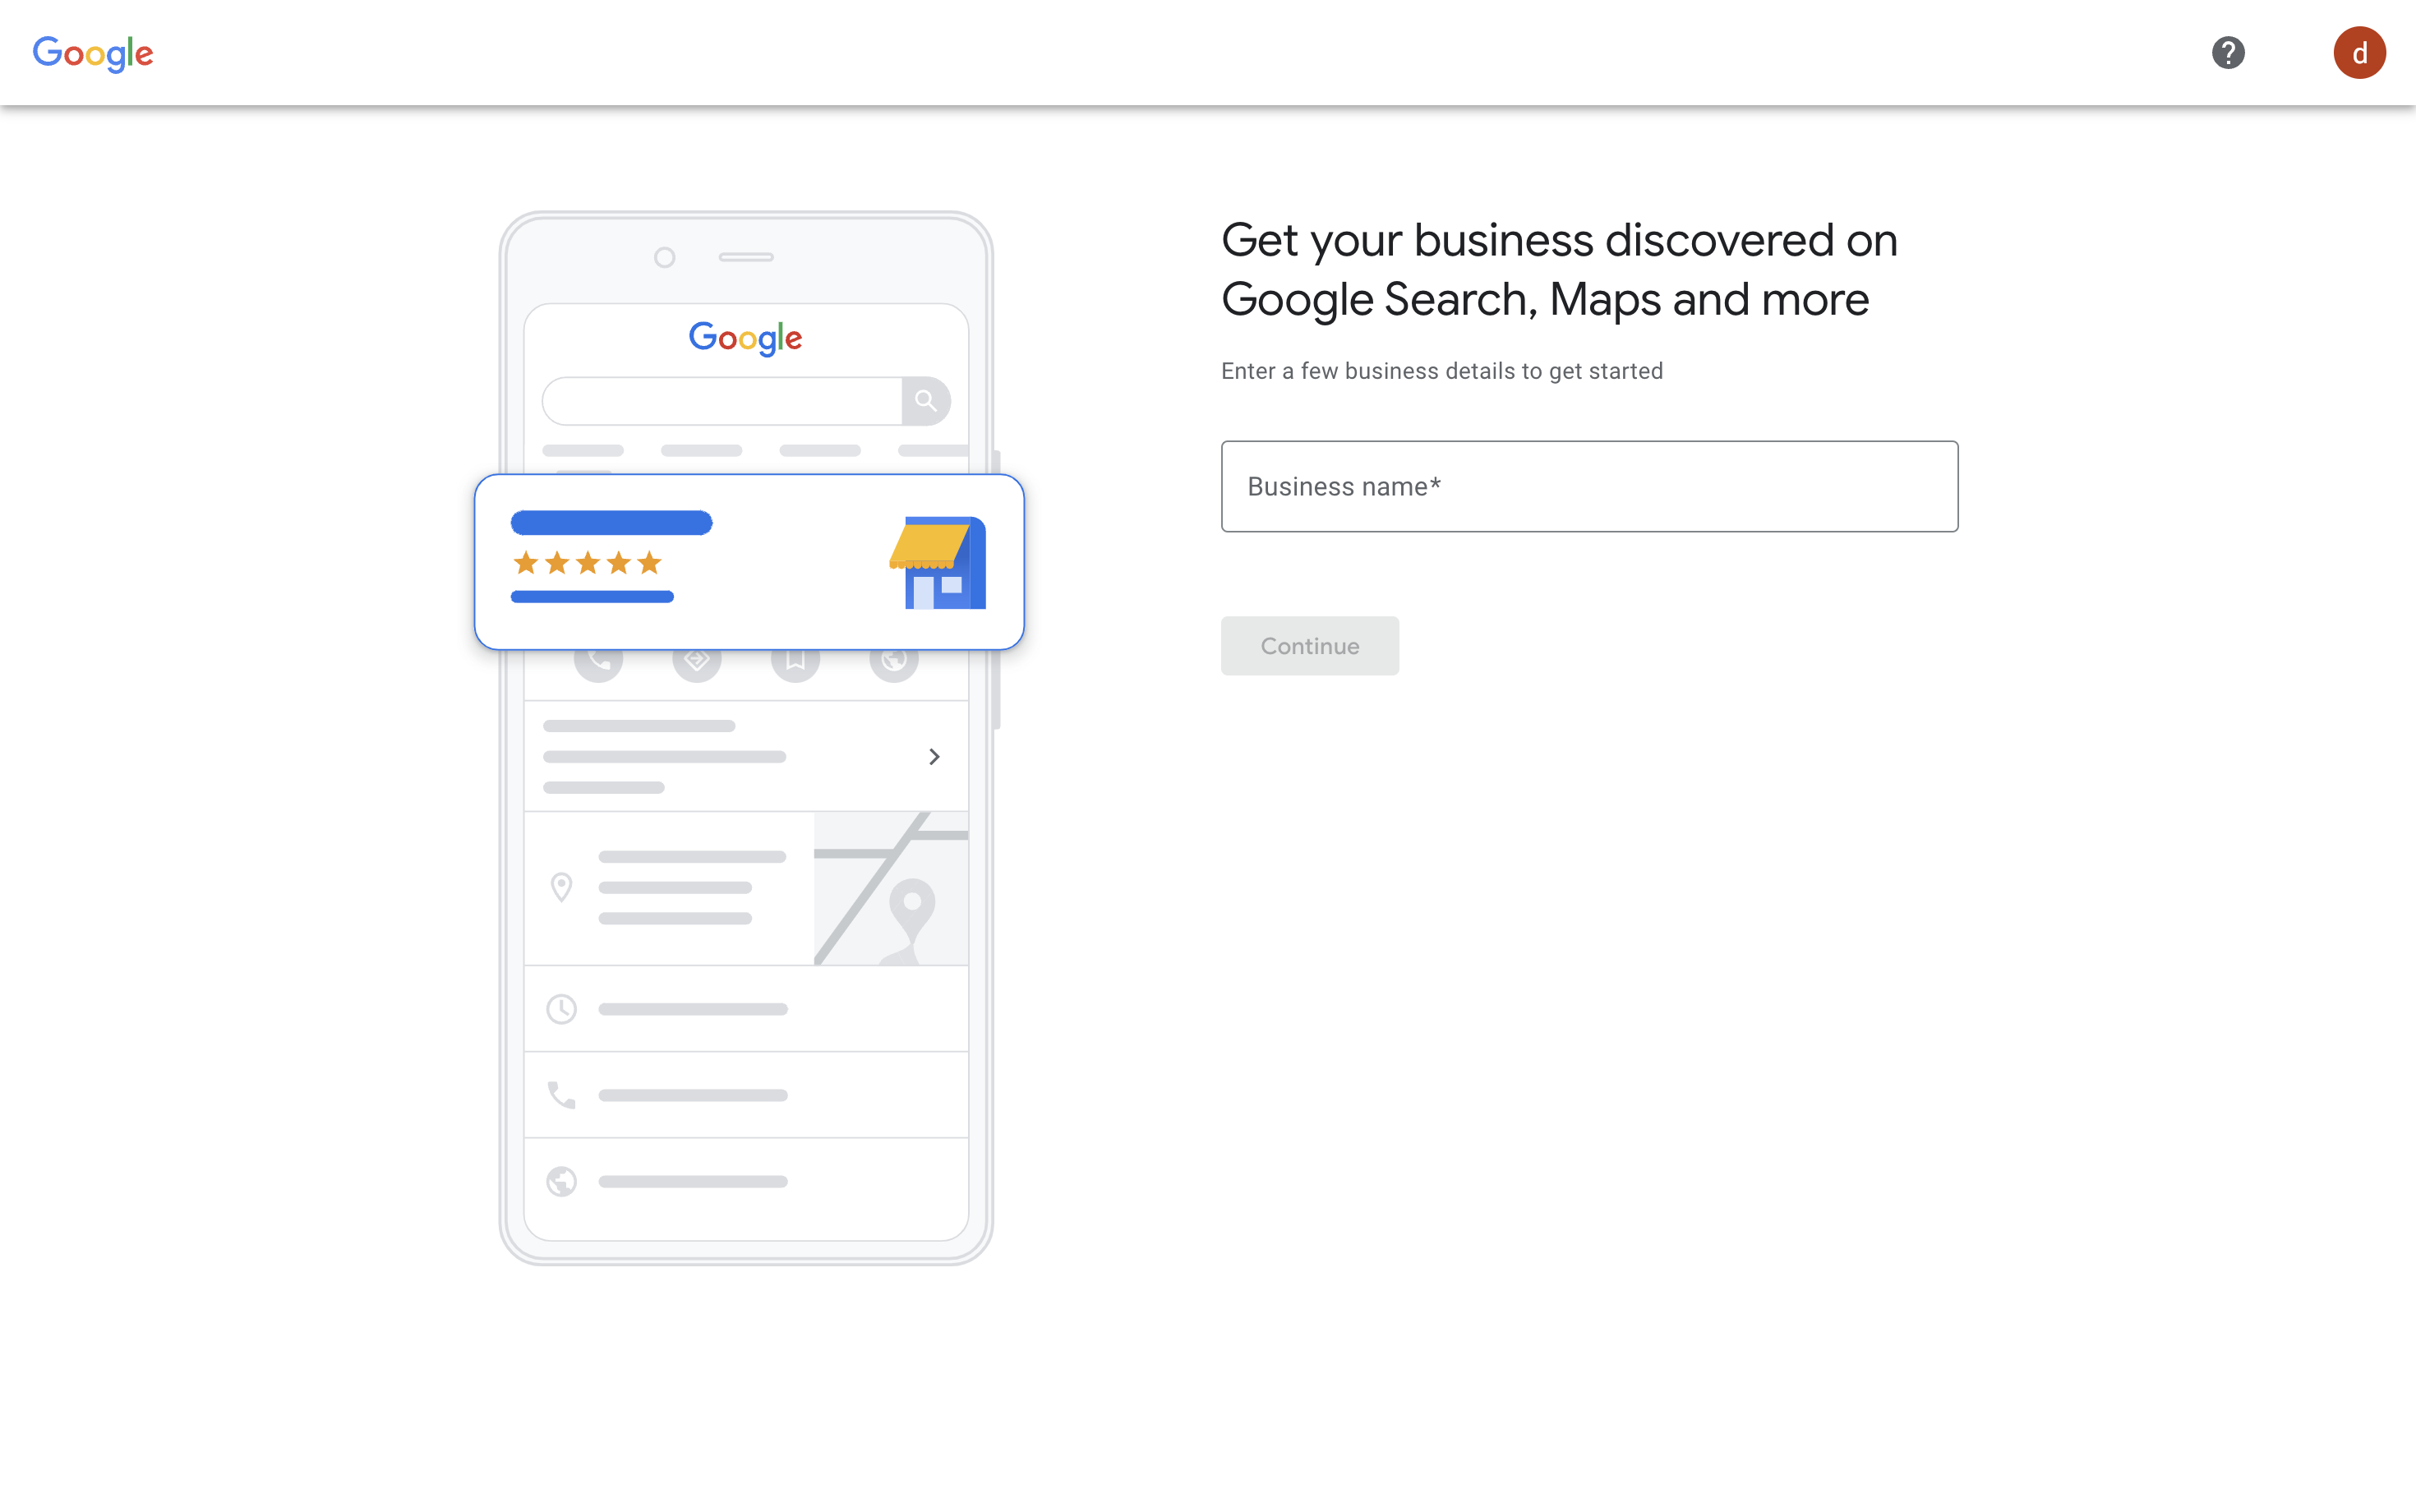 Google
d
Google
Get your business discovered on
Google Search, Maps and more
Enter a few business details to get started
Business name*
Continue